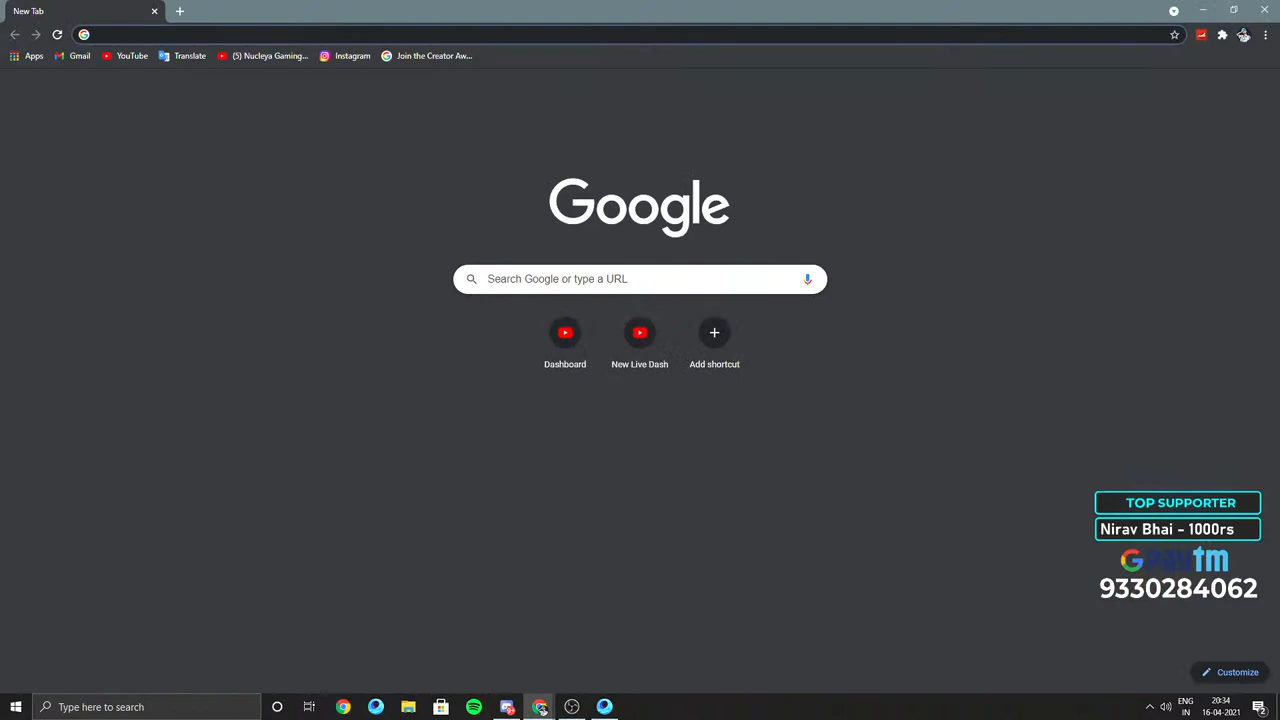 New Tab
Apps
Gmail
YouTube
Translate
(5) Nucleya Gaming...
Instagram
Join the Creator Aw...
Google
Search Google or type a URL
Dashboard
New Live Dash
Add shortcut
TOP SUPPORTER
Nirav Bhai - 1000rs
G paytm
9330284062
Customize
Type here to search
ENG
IN
20:34
16-04-2021
2